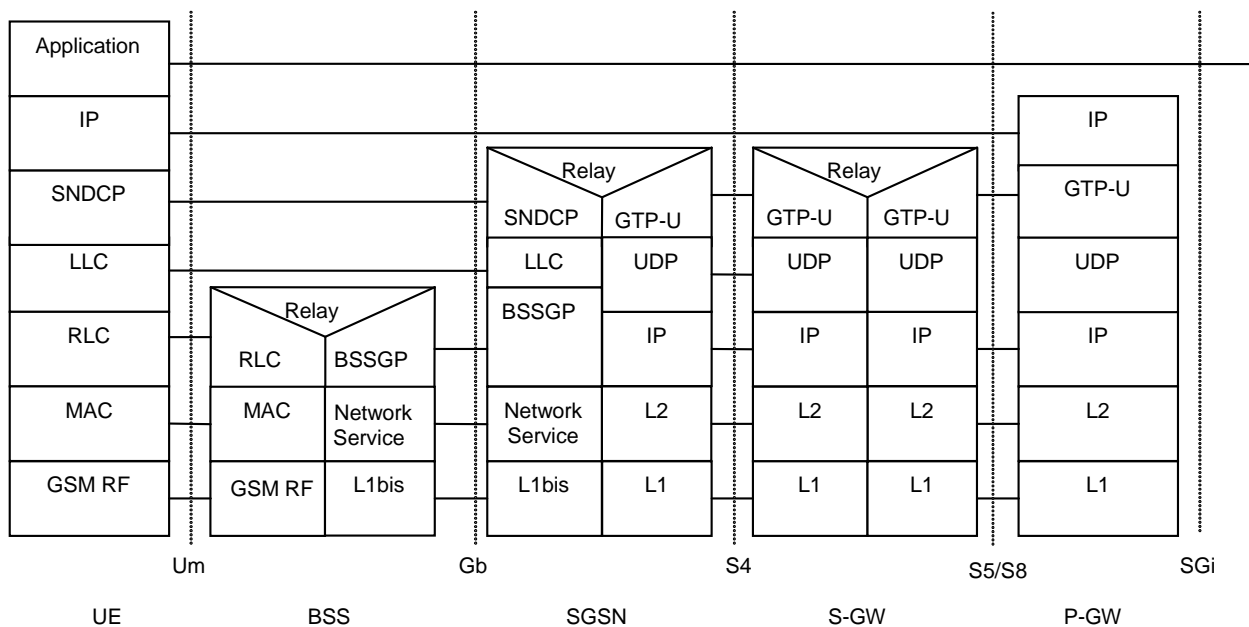 Application
IP
IP
Relay
Relay
SNDCP
GTP-U
SNDCP
GTP-U
GTP-U
GTP-U
LLC
LLC
UDP
UDP
UDP
UDP
Relay
BSSGP
RLC
IP
IP
IP
IP
RLC
BSSGP
MAC
MAC
Network
Service
Network
Service
L2
L2
L2
L2
GSM RF
GSM RF
L1bis
L1bis
L1
L1
L1
L1
Um
Gb
S4
S5/S8
SGi
UE
BSS
SGSN
S-GW
P-GW